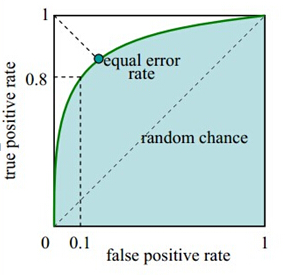 1
equal error
rate
0.8
true positive rate
random chance
0 0.1 1
false positive rate